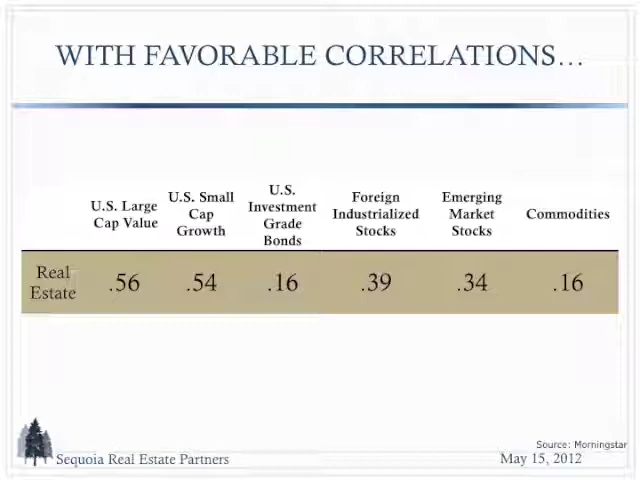 WITH FAVORABLE CORRELATIONS...
U.S. Large
Cap Value
U.S. Small
Cap
Growth
U.S.
Investment
Grade
Bonds
Foreign
Industrialized
Stocks
Emerging
Market
Stocks
Commodities
Real
Estate
.56
.54
.16
.39
.34
.16
Source: Morningstar
Sequoia Real Estate Partners
May 15, 2012